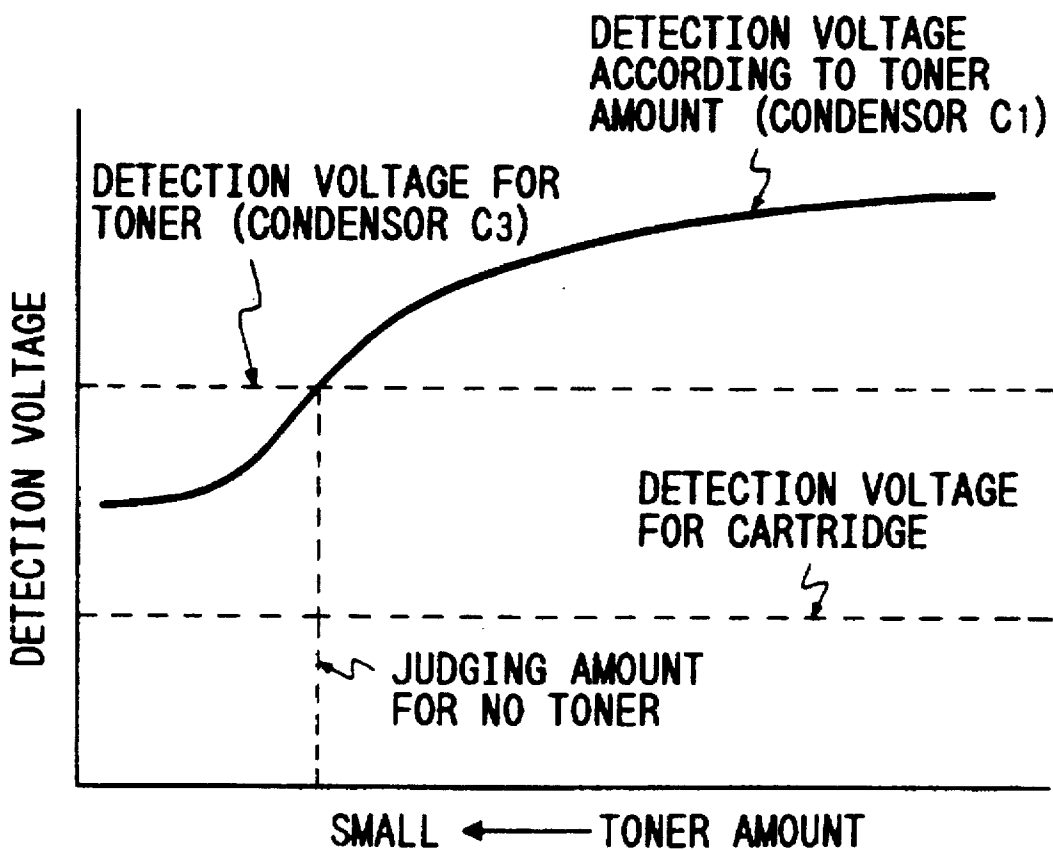 DETECTION VOLTAGE
ACCORDING TO TONER
AMOUNT (CONDENSOR C1)
DETECTION VOLTAGE FOR
TONER (CONDENSOR C3)
DETECTION VOLTAGE
DETECTION VOLTAGE
FOR CARTRIDGE
JUDGING AMOUNT
FOR NO TONER
SMALL ← TONER AMOUNT